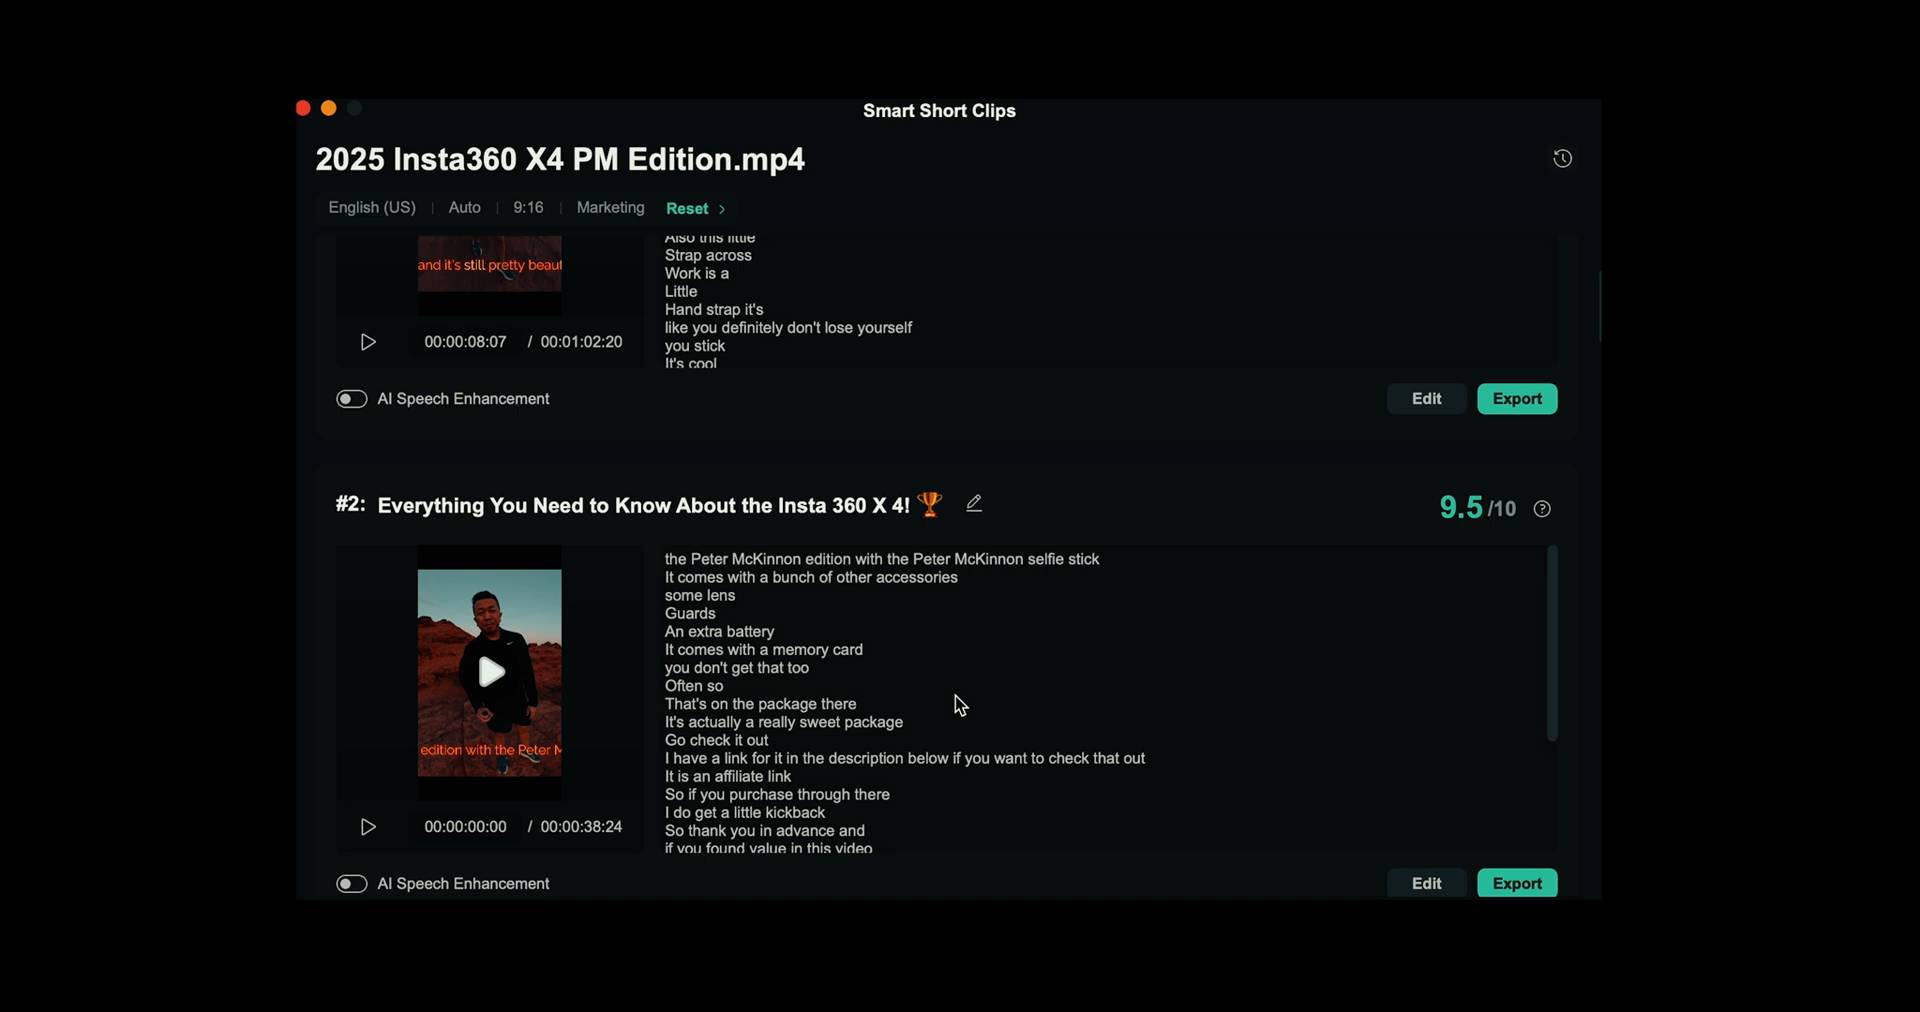 Smart Short Clips
2025 Insta360 X4 PM Edition.mp4
English (US) | Auto | 9:16 | Marketing Reset >
and it's still pretty beaut
Also this little
Strap across
Work is a
Little
Hand strap it's
like you definitely don't lose yourself
you stick
It's cool
00:00:08:07 / 00:01:02:20
AI Speech Enhancement
Edit
Export
#2: Everything You Need to Know About the Insta 360 X 4! 🏆
9.5/10
the Peter McKinnon edition with the Peter McKinnon selfie stick
It comes with a bunch of other accessories
some lens
Guards
An extra battery
It comes with a memory card
you don't get that too
Often so
That's on the package there
It's actually a really sweet package
Go check it out
I have a link for it in the description below if you want to check that out
It is an affiliate link
So if you purchase through there
I do get a little kickback
So thank you in advance and
if you found value in this video
edition with the Peter M
00:00:00:00 / 00:00:38:24
AI Speech Enhancement
Edit
Export